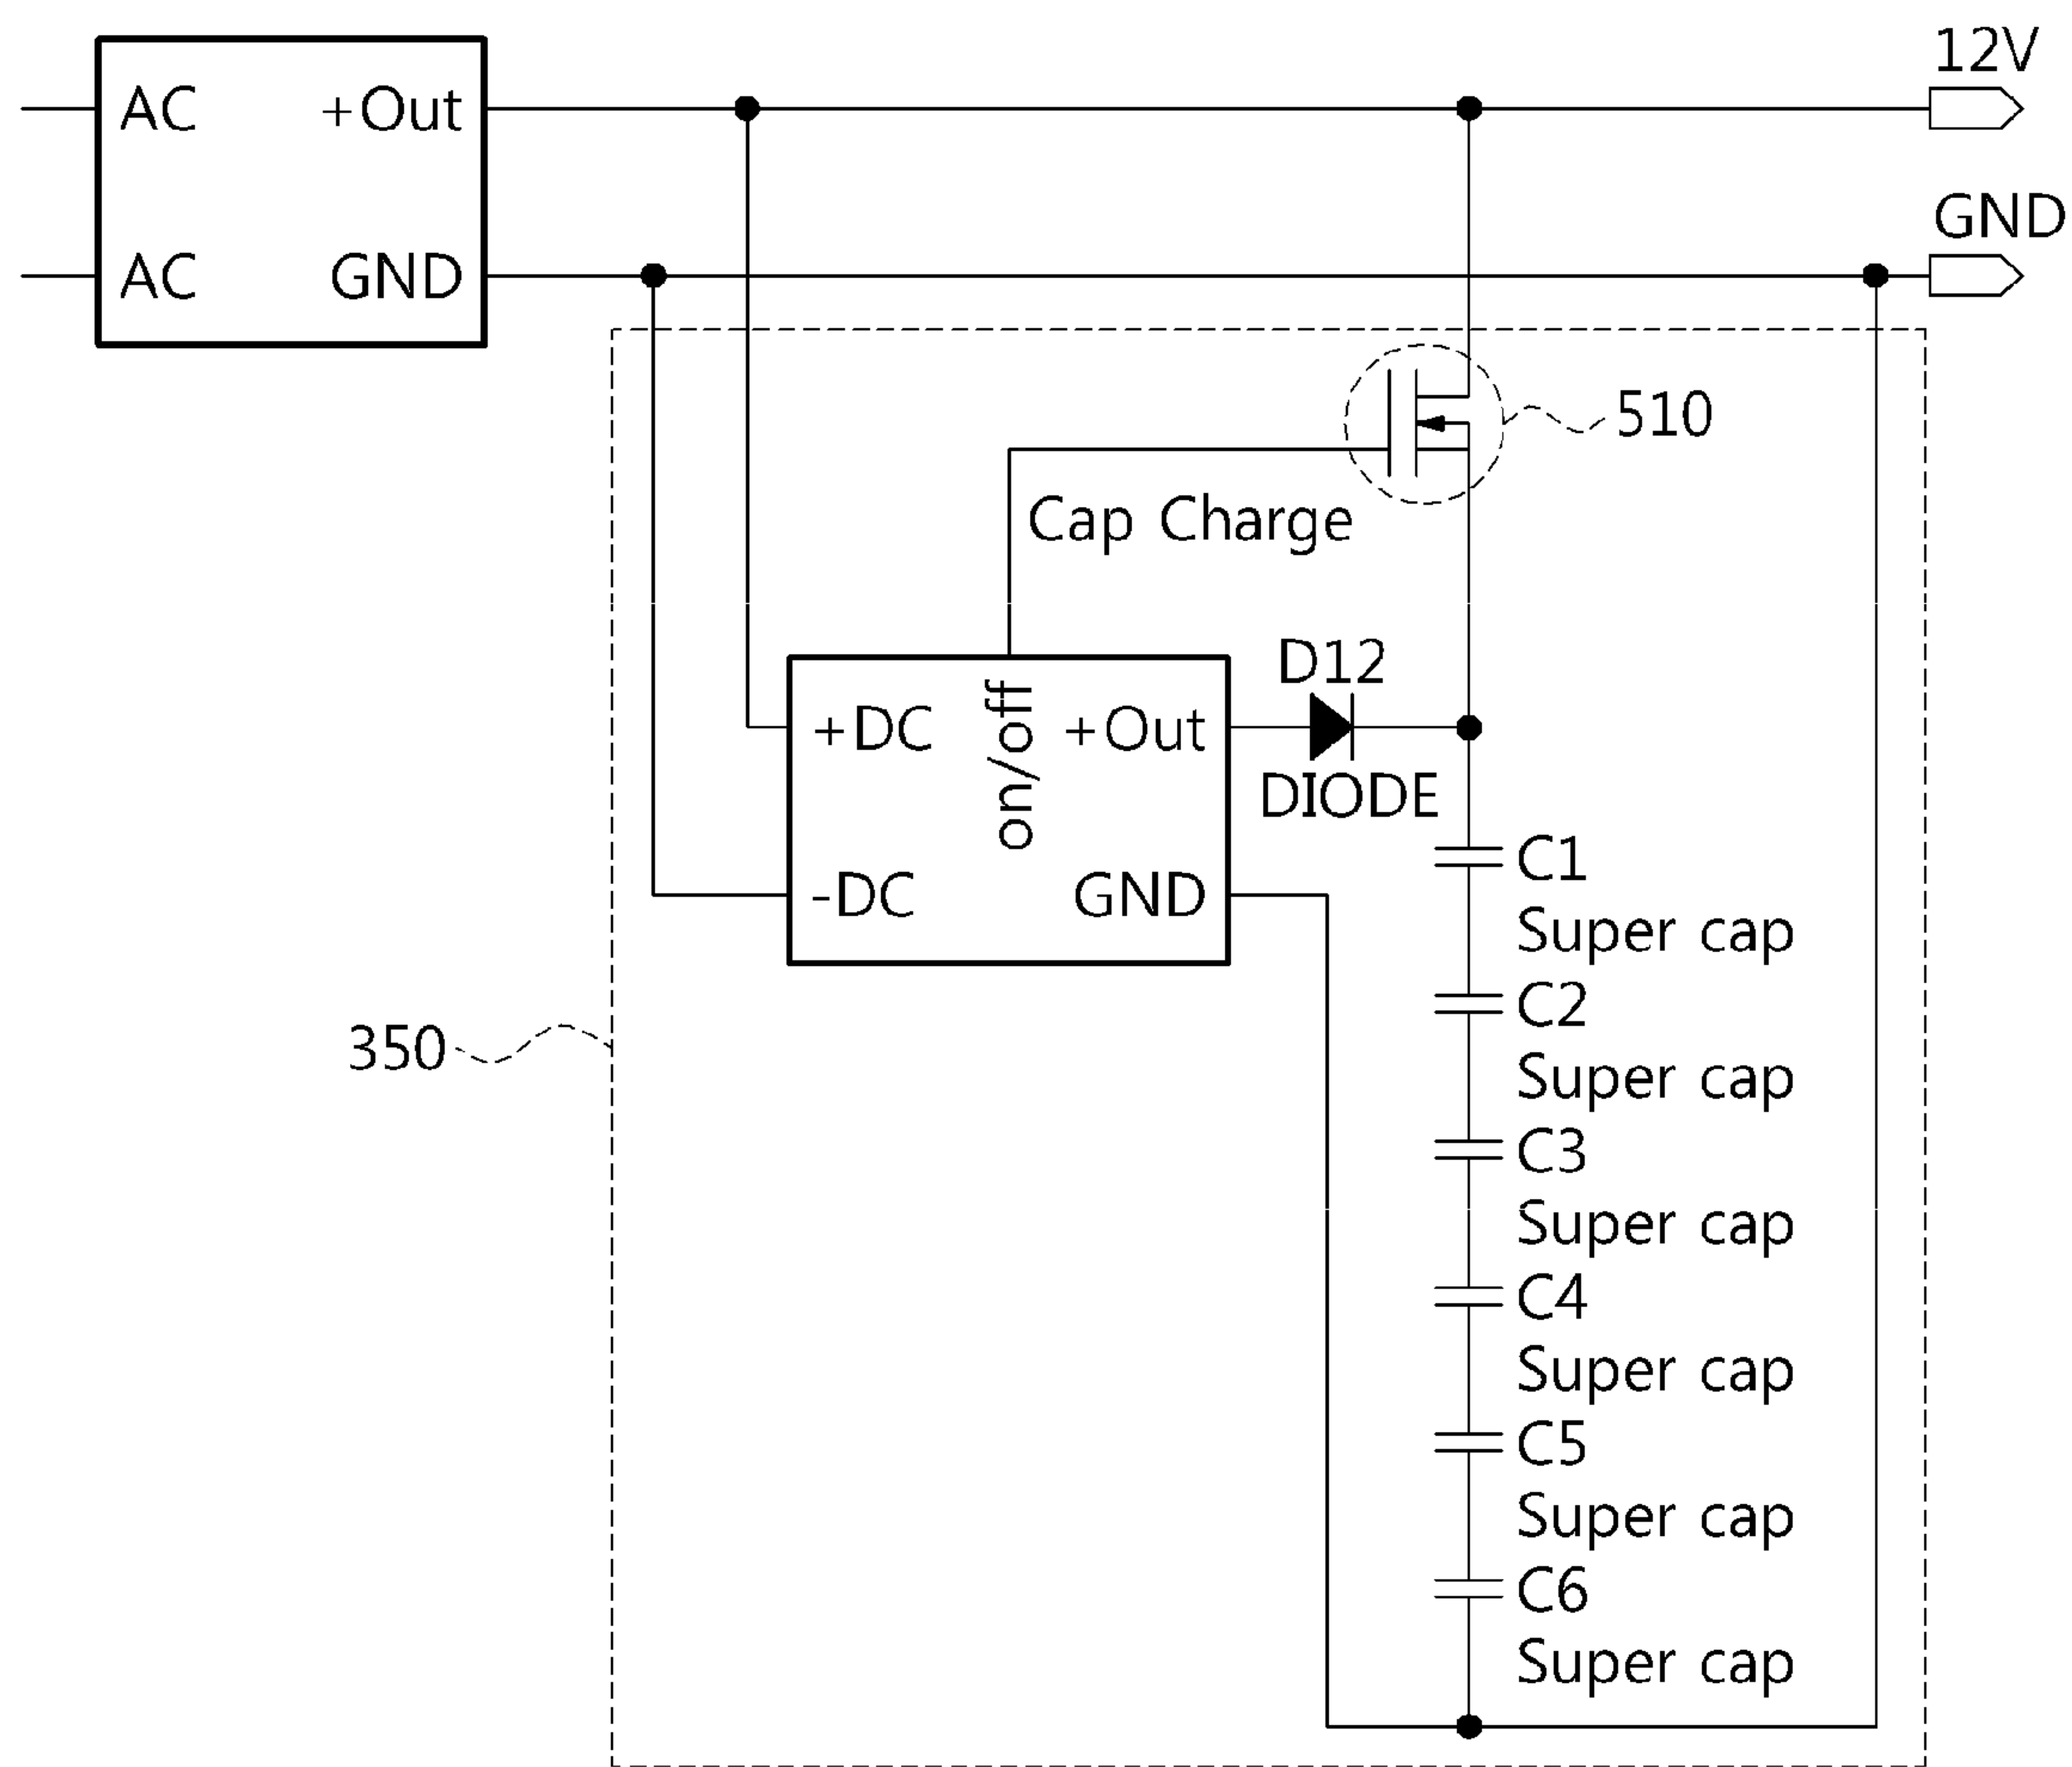 12V
AC +Out
GND
AC GND
510
Cap Charge
D12
+DC on/off +Out
DIODE
C1
-DC GND
Super cap
C2
350
Super cap
C3
Super cap
C4
Super cap
C5
Super cap
C6
Super cap